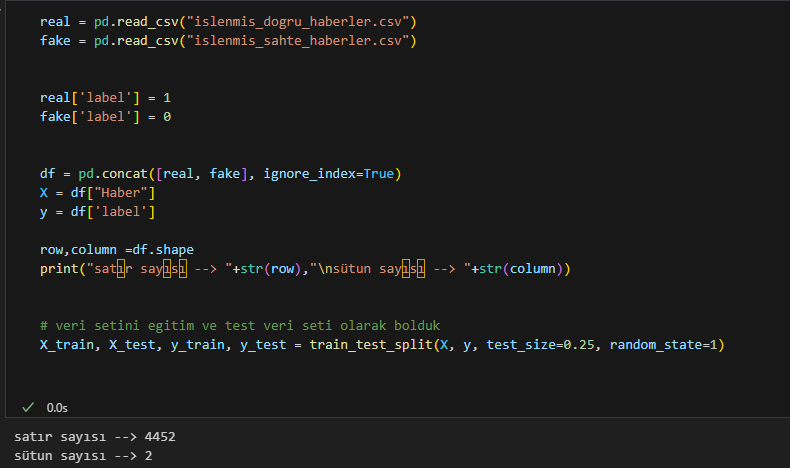 real = pd.read_csv("islenmis_dogru_haberler.csv")
fake = pd.read_csv("islenmis_sahte_haberler.csv")
real['label'] = 1
fake['label'] = 0
df = pd.concat([real, fake], ignore_index=True)
X = df["Haber"]
y = df['label']
row,column =df.shape
print("satır sayısı --> "+str(row),"\nsütun sayısı --> "+str(column))
# veri setini egitim ve test veri seti olarak bolduk
X_train, X_test, y_train, y_test = train_test_split(X, y, test_size=0.25, random_state=1)
0.0s
satır sayısı --> 4452
sütun sayısı --> 2